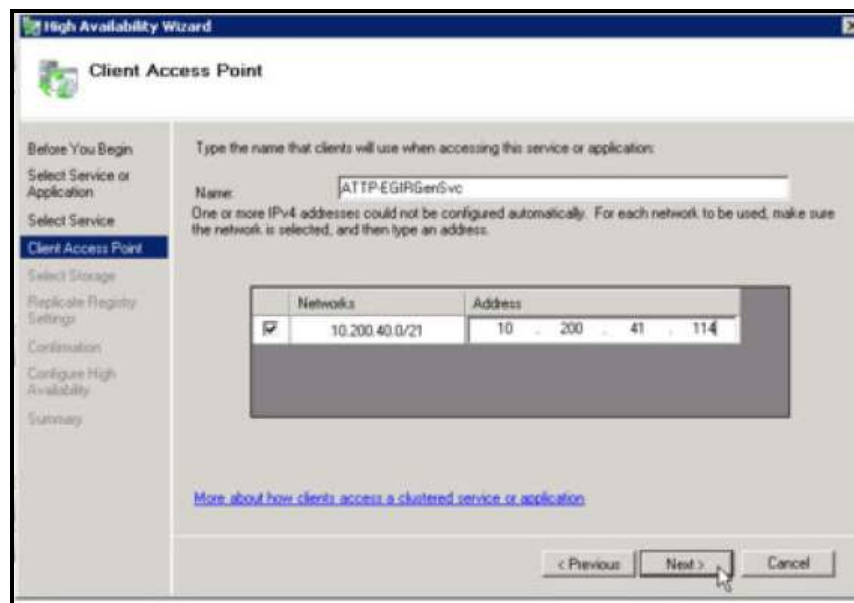 High Availability Wizard
Client Access Point
Before You Begin
Select Service or
Application
Select Service
Client Access Point
Select Storage
Replicate Registry
Settings
Confirmation
Configure High
Availability
Summary
Type the name that clients will use when accessing this service or application:
Name: ATTP-EGIRGenSvc
One or more IPv4 addresses could not be configured automatically. For each network to be used, make sure
the network is selected, and then type an address.
Networks Address
10.200.40.0/21 10 . 200 . 41 . 114
More about how clients access a clustered service or application
< Previous Next > Cancel